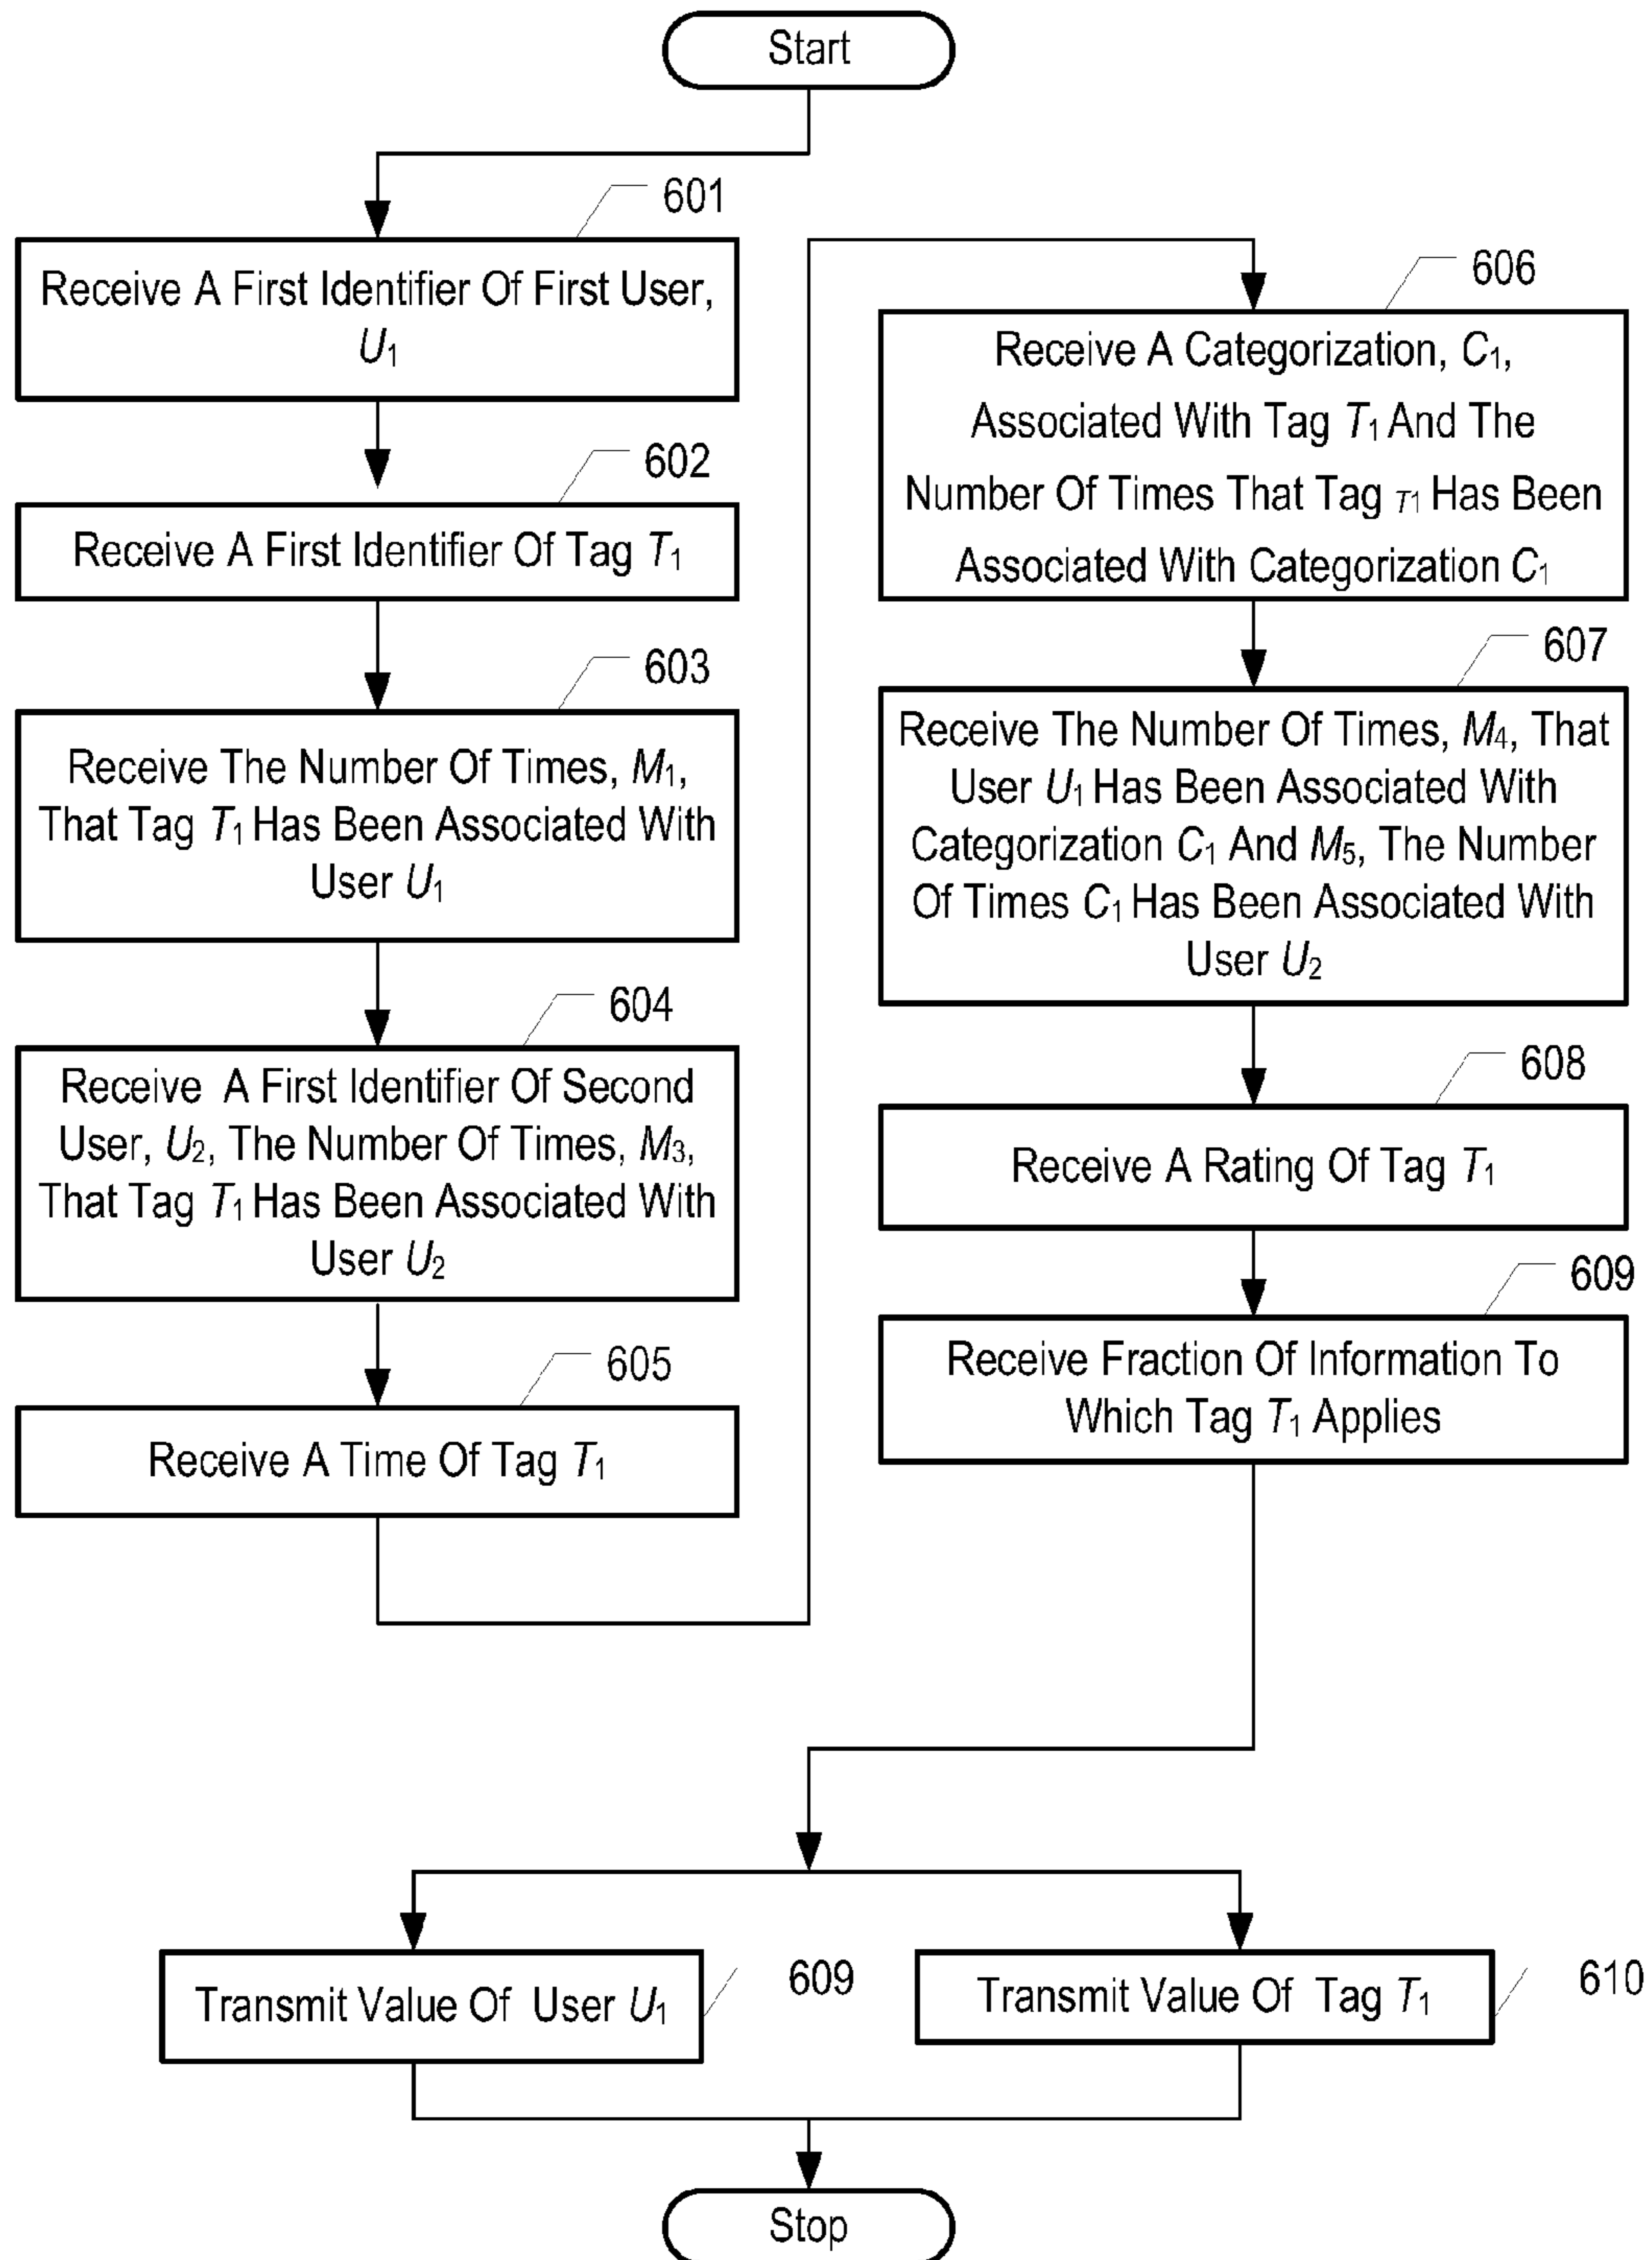 Start
601
Receive A First Identifier Of First User,
U1
602
Receive A First Identifier Of Tag T1
603
Receive The Number Of Times, M1,
That Tag T1 Has Been Associated With
User U1
604
Receive A First Identifier Of Second
User, U2, The Number Of Times, M3,
That Tag T1 Has Been Associated With
User U2
605
Receive A Time Of Tag T1
606
Receive A Categorization, C1,
Associated With Tag T1 And The
Number Of Times That Tag T1 Has Been
Associated With Categorization C1
607
Receive The Number Of Times, M4, That
User U1 Has Been Associated With
Categorization C1 And M5, The Number
Of Times C1 Has Been Associated With
User U2
608
Receive A Rating Of Tag T1
609
Receive Fraction Of Information To
Which Tag T1 Applies
Transmit Value Of User U1
609
Transmit Value Of Tag T1
610
Stop